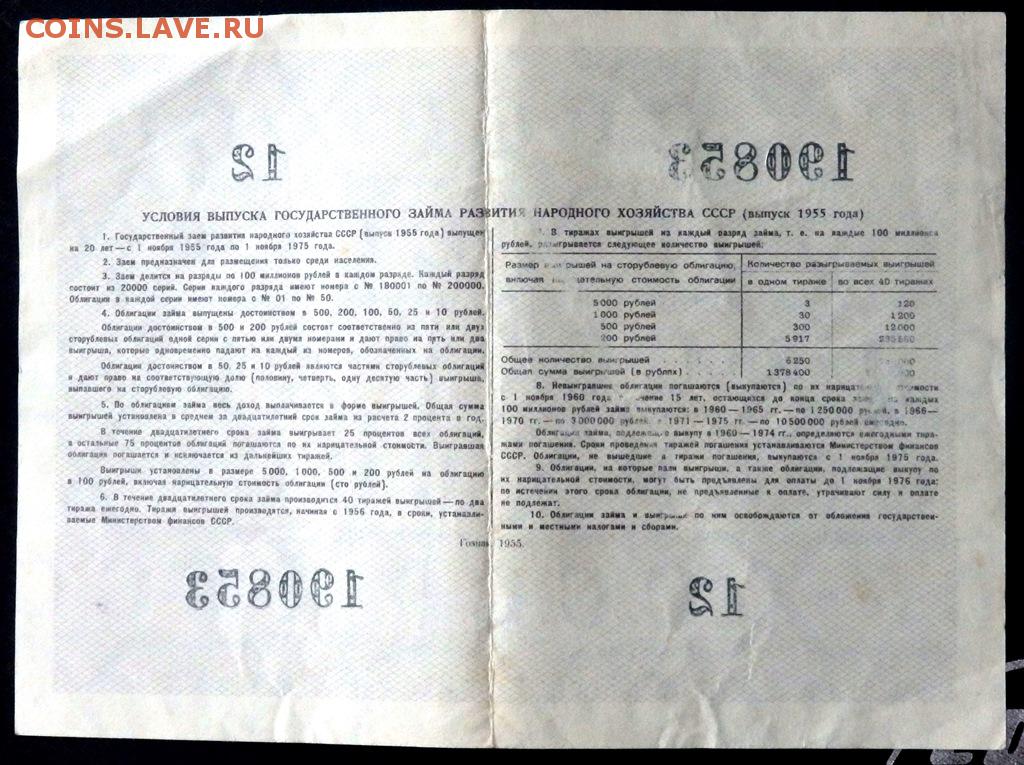 COINS.LAVE.RU
12
190853
УСЛОВИЯ ВЫПУСКА ГОСУДАРСТВЕННОГО ЗАЙМА РАЗВИТИЯ НАРОДНОГО ХОЗЯЙСТВА СССР (выпуск 1955 года)
1. Государственный заем развития народного хозяйства СССР (выпуск 1955 года) выпущен
на 20 лет — с 1 ноября 1955 года по 1 ноября 1975 года.
2. Заем предназначен для размещения только среди населения.
3. Заем делится на разряды по 100 миллионов рублей в каждом разряде. Каждый разряд
состоит из 20000 серий. Серии каждого разряда имеют номера с № 180001 по № 200000.
Облигации в каждой серии имеют номера с № 01 по № 50.
4. Облигации займа выпущены достоинством в 500, 200, 100, 50, 25 и 10 рублей.
Облигации достоинством в 500 и 200 рублей состоят соответственно из пяти или двух
сторублевых облигаций одной серии с пятью или двумя номерами и дают право на пять или два
выигрыша, которые одновременно падают на каждый из номеров, обозначенных на облигации.
Облигации достоинством в 50, 25 и 10 рублей являются частями сторублевых облигаций
и дают право на соответствующую долю (половину, четверть, одну десятую часть) выигрыша,
выпавшего на сторублевую облигацию.
5. По облигациям займа весь доход выплачивается в форме выигрышей. Общая сумма
выигрышей установлена в среднем за двадцатилетний срок займа из расчета 2 процента в год.
В течение двадцатилетнего срока займа выигрывает 25 процентов всех облигаций,
а остальные 75 процентов облигаций погашаются по их нарицательной стоимости. Выигравшая
облигация погашается и исключается из дальнейших тиражей.
Выигрыши установлены в размере 5000, 1000, 500 и 200 рублей на облигацию
в 100 рублей, включая нарицательную стоимость облигации (сто рублей).
6. В течение двадцатилетнего срока займа производится 40 тиражей выигрышей — по два
тиража ежегодно. Тиражи выигрышей производятся, начиная с 1956 года, в сроки, устанавли-
ваемые Министерством финансов СССР.
В тиражах выигрышей на каждый разряд займа, т. е. на каждые 100 миллионов
рублей, разыгрывается следующее количество выигрышей:
Размер выигрышей на сторублевую облигацию, Количество разыгрываемых выигрышей
включая нарицательную стоимость облигации в одном тираже во всех 40 тиражах
5000 рублей 3 120
1000 рублей 30 1200
500 рублей 300 12000
200 рублей 5917
Общее количество выигрышей . . . . . . . 6250
Общая сумма выигрышей (в рублях) . . . . 1378400
8. Невыигравшие облигации погашаются (выкупаются) по их нарицательной стоимости
с 1 ноября 1960 года в течение 15 лет, остающихся до конца срока займа. на каждых
100 миллионов рублей займа выкупаются: в 1960—1965 гг.—по 1250000 рублей, в 1966—
1970 гг.—по 3000000 рублей, в 1971—1975 гг.—по 10500000 рублей ежегодно.
Облигации займа, подлежащие выкупу в 1960—1974 гг., определяются ежегодными тира-
жами погашения. Сроки проведения тиражей погашения устанавливаются Министерством финансов
СССР. Облигации, не вышедшие в тиражи погашения, выкупаются с 1 ноября 1975 года.
9. Облигации, на которые пали выигрыши, а также облигации, подлежащие выкупу по
их нарицательной стоимости, могут быть предъявлены для оплаты до 1 ноября 1976 года;
по истечении этого срока облигации, не предъявленные к оплате, утрачивают силу и оплате
не подлежат.
10. Облигации займа и выигрыши по ним освобождаются от обложения государствен-
ными и местными налогами и сборами.
Гознак. 1955.
190853
12